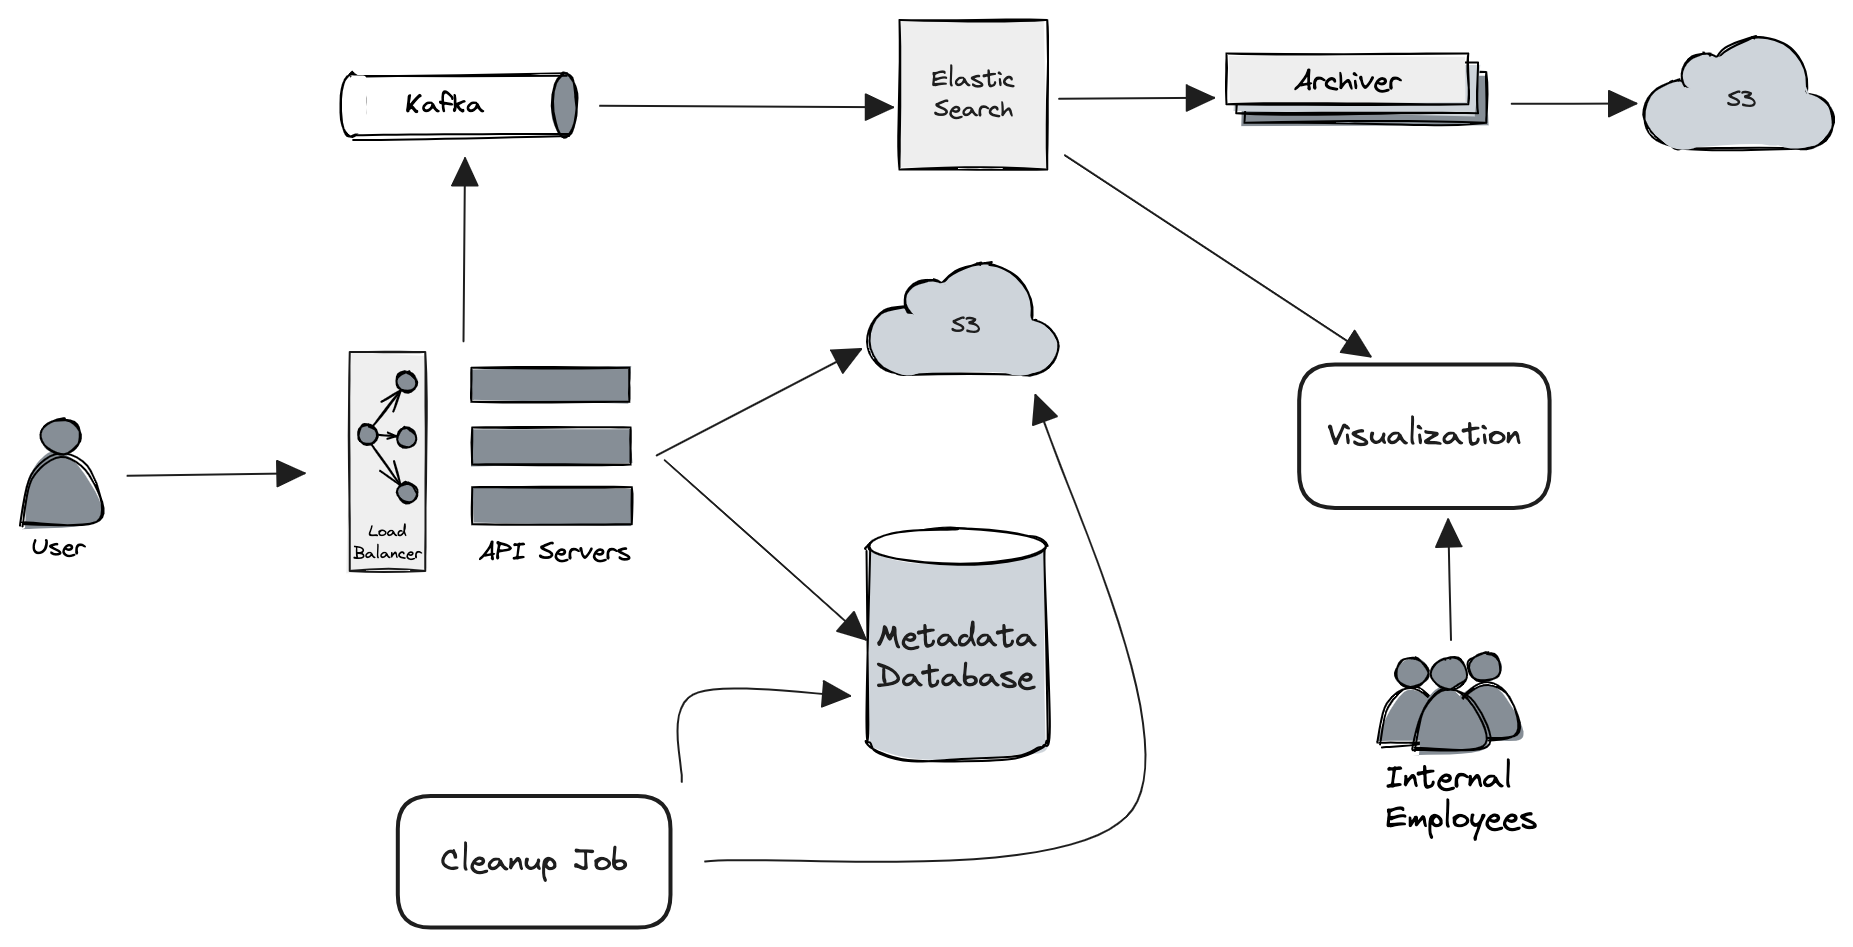 Kafka
Elastic
Search
Archiver
S3
S3
Load
Balancer
User
API Servers
Visualization
Metadata
Database
Internal
Employees
Cleanup Job